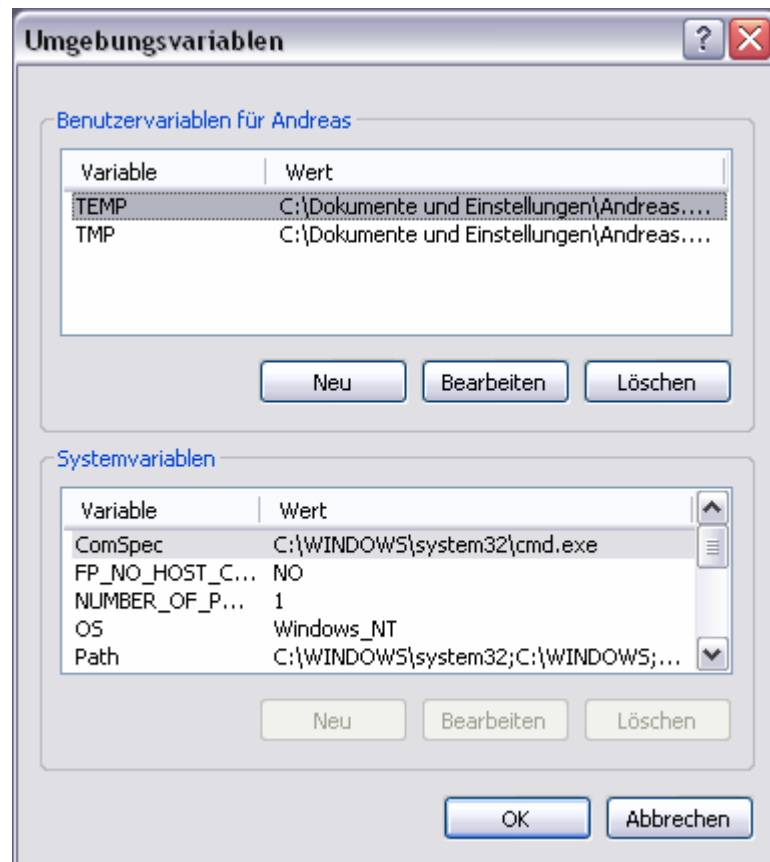 Umgebungsvariablen
Benutzervariablen für Andreas
Variable Wert
TEMP C:\Dokumente und Einstellungen\Andreas....
TMP C:\Dokumente und Einstellungen\Andreas....
Neu Bearbeiten Löschen
Systemvariablen
Variable Wert
ComSpec C:\WINDOWS\system32\cmd.exe
FP_NO_HOST_C... NO
NUMBER_OF_P... 1
OS Windows_NT
Path C:\WINDOWS\system32;C:\WINDOWS;...
Neu Bearbeiten Löschen
OK Abbrechen